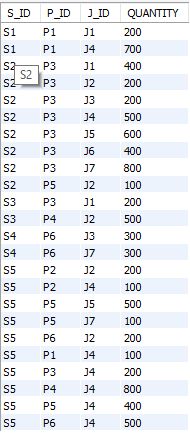 S_ID P_ID J_ID QUANTITY
S1 P1 J1 200
S1 P1 J4 700
S2 P3 J1 400
S2
S2 P3 J2 200
S2 P3 J3 200
S2 P3 J4 500
S2 P3 J5 600
S2 P3 J6 400
S2 P3 J7 800
S2 P5 J2 100
S3 P3 J1 200
S3 P4 J2 500
S4 P6 J3 300
S4 P6 J7 300
S5 P2 J2 200
S5 P2 J4 100
S5 P5 J5 500
S5 P5 J7 100
S5 P6 J2 200
S5 P1 J4 100
S5 P3 J4 200
S5 P4 J4 800
S5 P5 J4 400
S5 P6 J4 500